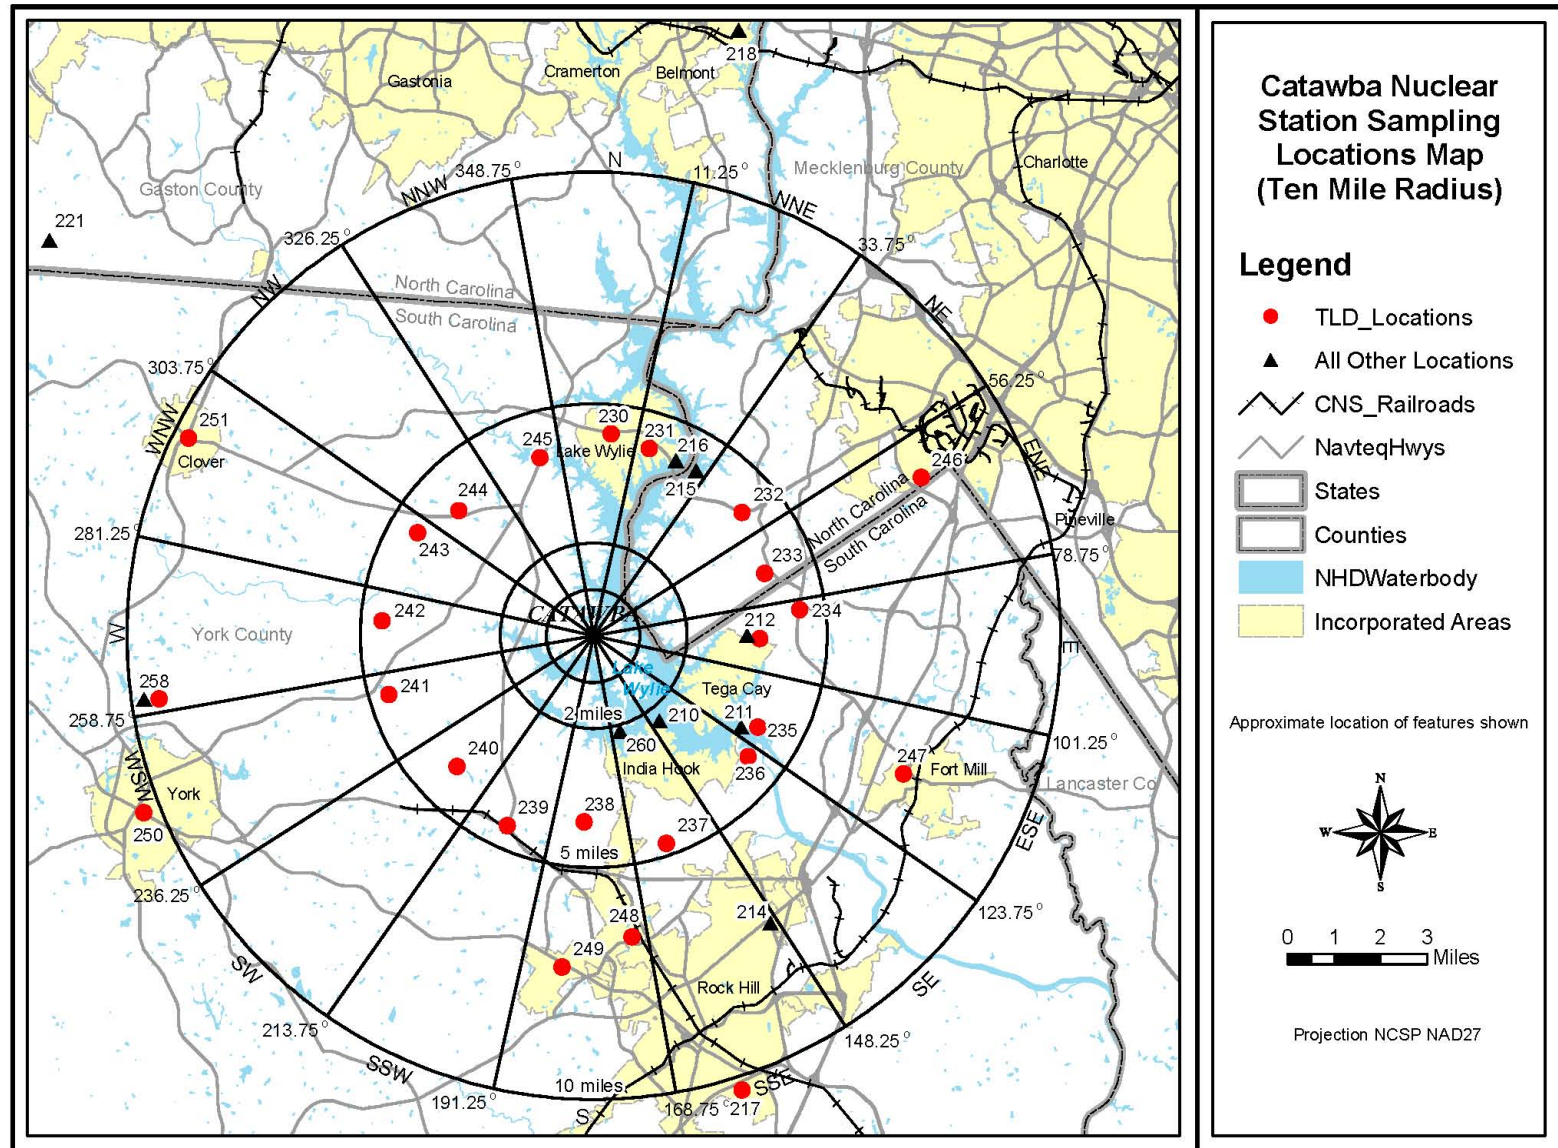 218
Cramerton
Belmont
Gastonia
N
348.75 °
11.25 °
Mecklenburg County
Charlotte
NNW
Gaston County
NNE
221
326.25 °
33.75 °
NW
North Carolina
South Carolina
NE
303.75 °
56.25 °
WNW
251
Clover
230
231
216
245
Lake Wylie
215
246
ENE
244
232
North Carolina
South Carolina
Pineville
281.25 °
243
233
78.75 °
CATAWBA
W
York County
242
212
234
E
Lake
Wylie
Tega Cay
258
241
258.75 °
2 miles
210
211
235
101.25 °
260
India Hook
236
247
Fort Mill
Lancaster Co
WSW
York
240
250
239
238
237
ESE
5 miles
236.25 °
123.75 °
248
214
249
SW
Rock Hill
SE
213.75 °
148.25 °
SSW
10 miles
SSE
191.25 °
S
168.75 °
217
Catawba Nuclear
Station Sampling
Locations Map
(Ten Mile Radius)
Legend
TLD_Locations
All Other Locations
CNS_Railroads
NavteqHwys
States
Counties
NHDWaterbody
Incorporated Areas
Approximate location of features shown
N
W
E
S
0 1 2 3
Miles
Projection NCSP NAD27